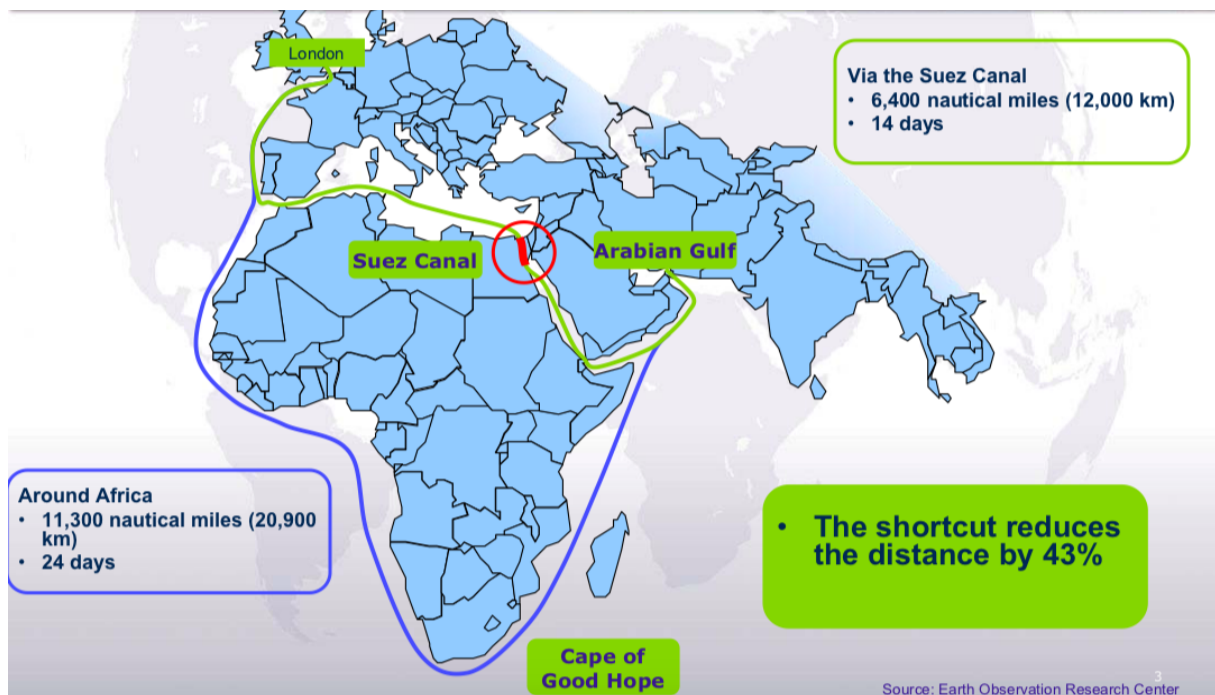 London
Via the Suez Canal
• 6,400 nautical miles (12,000 km)
• 14 days
Suez Canal
Arabian Gulf
Around Africa
• 11,300 nautical miles (20,900
km)
• 24 days
• The shortcut reduces
the distance by 43%
Cape of
Good Hope
3
Source: Earth Observation Research Center